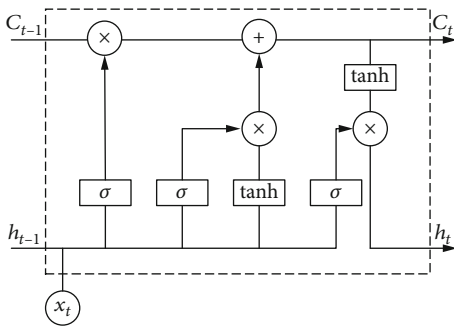 C_{t–1} × + C_t
tanh
× ×
σ σ tanh σ
h_{t–1} h_t
x_t